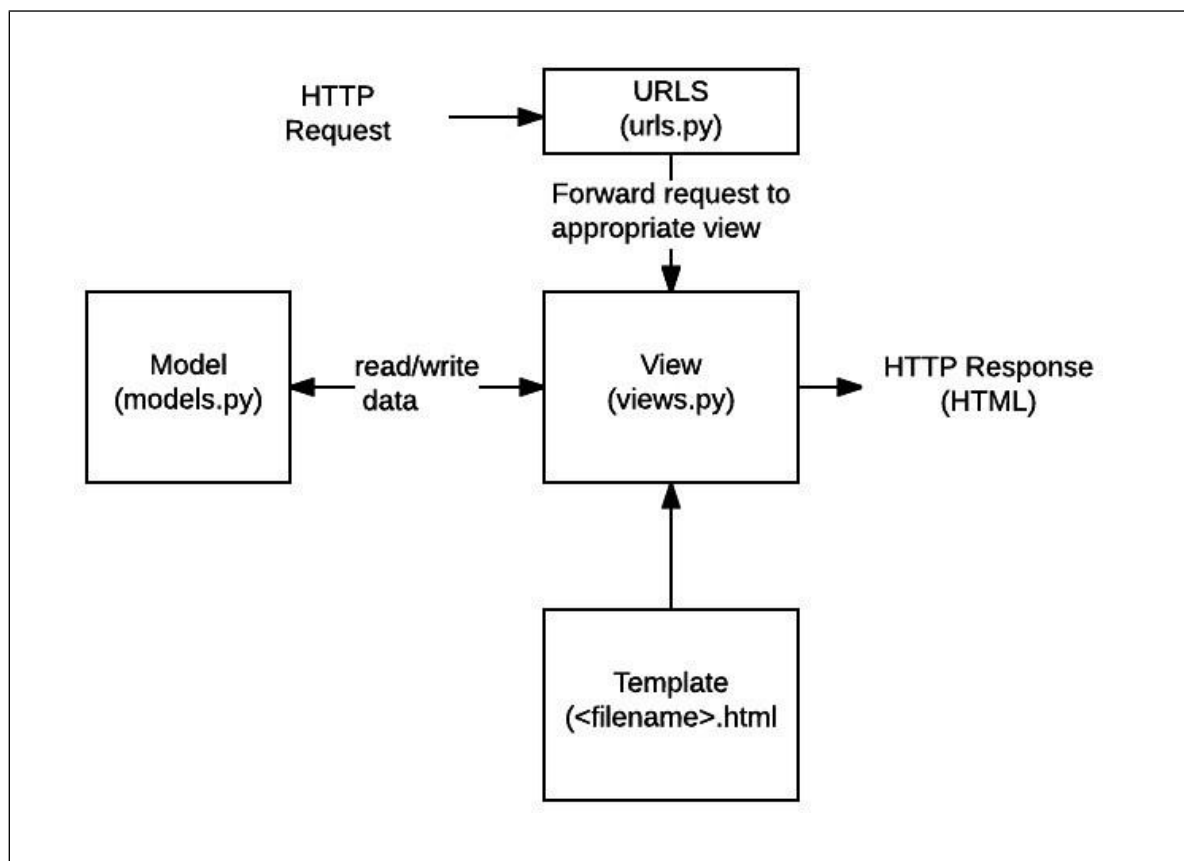 HTTP
Request
URLS
(urls.py)
Forward request to
appropriate view
Model
(models.py)
read/write
data
View
(views.py)
HTTP Response
(HTML)
Template
(<filename>.html